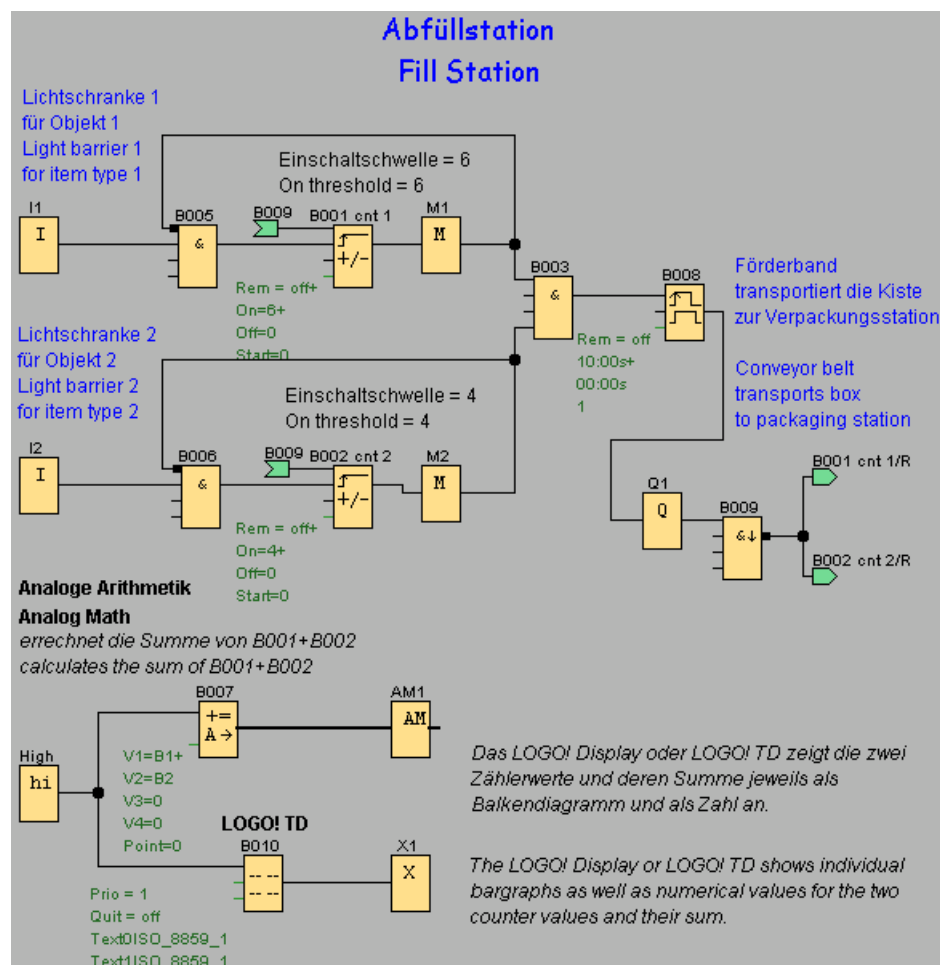 Abfüllstation
Fill Station
Lichtschranke 1
für Objekt 1
Light barrier 1
for item type 1
Einschaltschwelle = 6
On threshold = 6
I1
I
B005
&
B009
B001 cnt 1
+/-
M1
M
Rem = off+
On=6+
Off=0
Start=0
B003
&
B008
Rem = off
10:00s+
00:00s
1
Förderband
transportiert die Kiste
zur Verpackungsstation
Conveyor belt
transports box
to packaging station
Lichtschranke 2
für Objekt 2
Light barrier 2
for item type 2
Einschaltschwelle = 4
On threshold = 4
I2
I
B006
&
B009
B002 cnt 2
+/-
M2
M
Rem = off+
On=4+
Off=0
Start=0
Q1
Q
B009
&↓
B001 cnt 1/R
B002 cnt 2/R
Analoge Arithmetik
Analog Math
errechnet die Summe von B001+B002
calculates the sum of B001+B002
High
hi
B007
+=
A→
AM1
AM
V1=B1+
V2=B2
V3=0
V4=0
Point=0
LOGO! TD
B010
X1
X
Prio = 1
Quit = off
Text0ISO_8859_1
Text1ISO_8859_1
Das LOGO! Display oder LOGO! TD zeigt die zwei
Zählerwerte und deren Summe jeweils als
Balkendiagramm und als Zahl an.
The LOGO! Display or LOGO! TD shows individual
bargraphs as well as numerical values for the two
counter values and their sum.